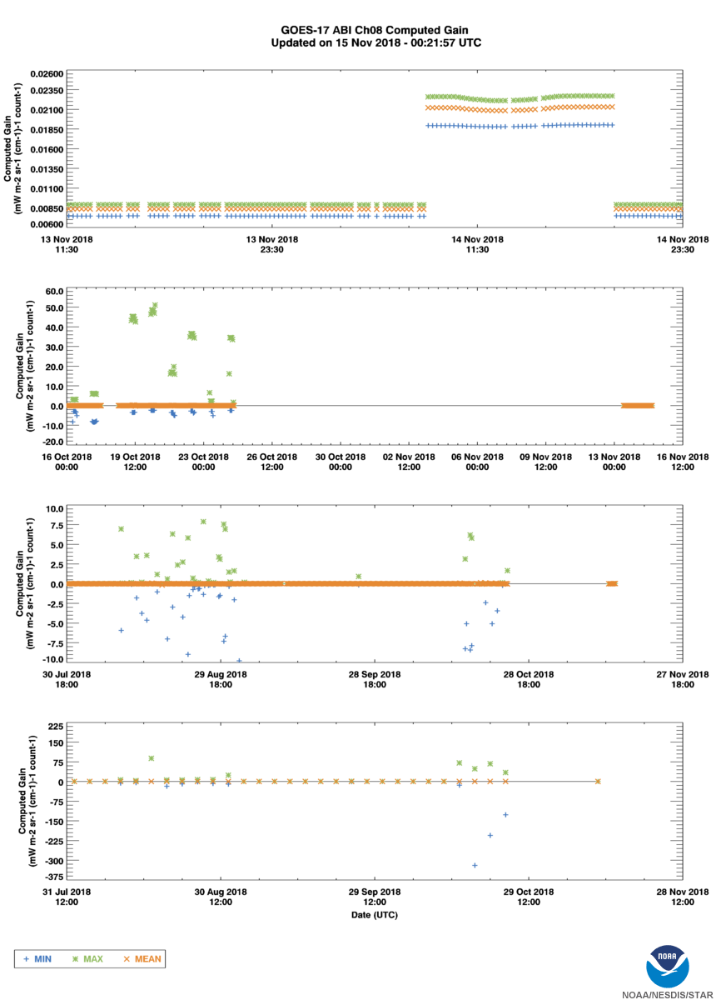 GOES-17 ABI Ch08 Computed Gain
Updated on 15 Nov 2018 - 00:21:57 UTC
Computed Gain
(mW m-2 sr-1 (cm-1)-1 count-1)
0.02600
0.02350
0.02100
0.01850
0.01600
0.01350
0.01100
0.00850
0.00600
13 Nov 2018 13 Nov 2018 14 Nov 2018 14 Nov 2018
11:30 23:30 11:30 23:30
Computed Gain
(mW m-2 sr-1 (cm-1)-1 count-1)
60.0
50.0
40.0
30.0
20.0
10.0
0.0
-10.0
-20.0
16 Oct 2018 19 Oct 2018 23 Oct 2018 26 Oct 2018 30 Oct 2018 02 Nov 2018 06 Nov 2018 09 Nov 2018 13 Nov 2018 16 Nov 2018
00:00 12:00 00:00 12:00 00:00 12:00 00:00 12:00 00:00 12:00
Computed Gain
(mW m-2 sr-1 (cm-1)-1 count-1)
10.0
7.5
5.0
2.5
0.0
-2.5
-5.0
-7.5
-10.0
30 Jul 2018 29 Aug 2018 28 Sep 2018 28 Oct 2018 27 Nov 2018
18:00 18:00 18:00 18:00 18:00
Computed Gain
(mW m-2 sr-1 (cm-1)-1 count-1)
225
150
75
0
-75
-150
-225
-300
-375
31 Jul 2018 30 Aug 2018 29 Sep 2018 29 Oct 2018 28 Nov 2018
12:00 12:00 12:00 12:00 12:00
Date (UTC)
MIN MAX MEAN
NOAA
NOAA/NESDIS/STAR